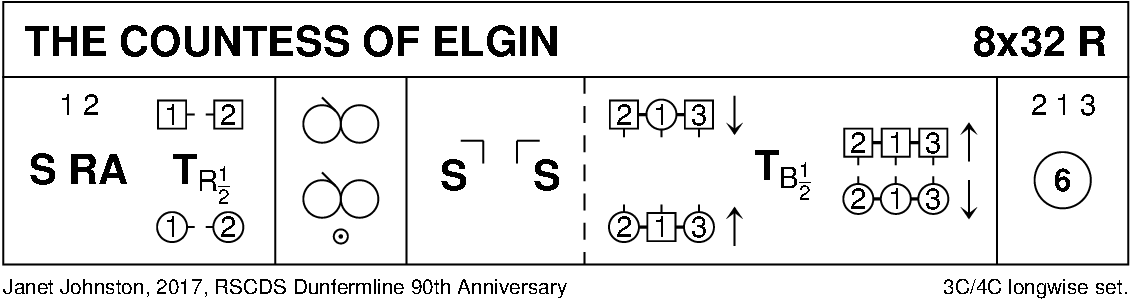 THE COUNTESS OF ELGIN 8x32 R
1 2 1 2 2 1 3 2 1 3
S RA T R½ S S T B½ 2 1 3 6
1 2 2 1 3 2 1 3
Janet Johnston, 2017, RSCDS Dunfermline 90th Anniversary 3C/4C longwise set.